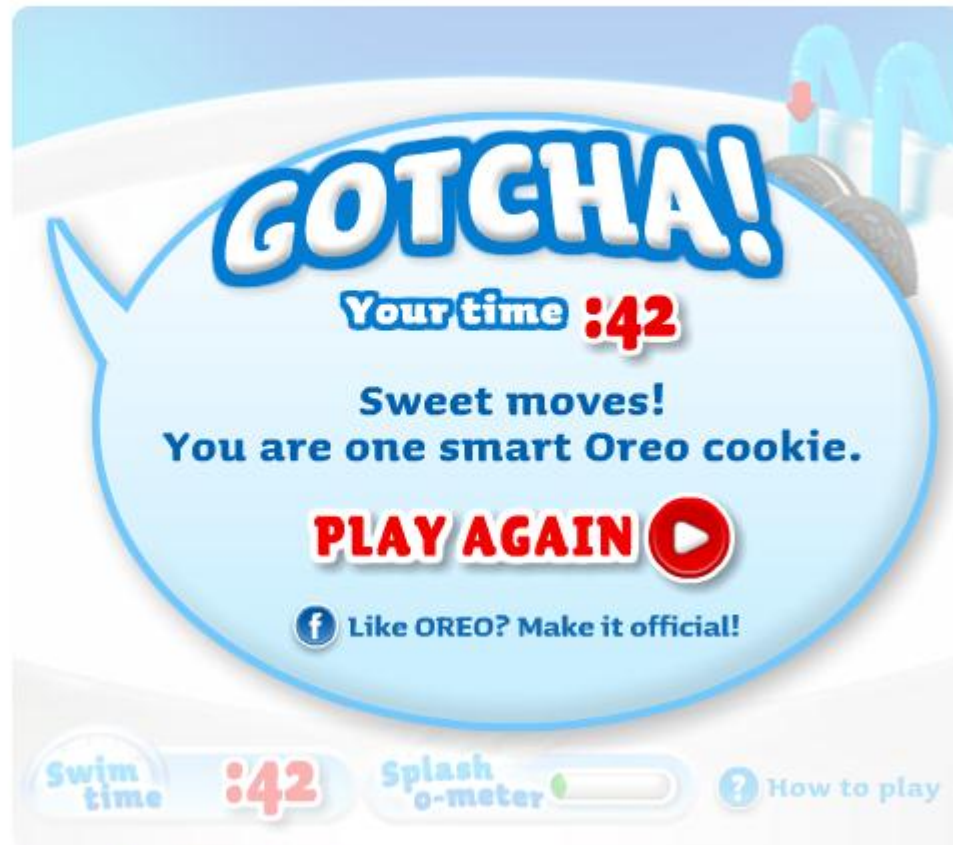 GOTCHA!
Your time :42
Sweet moves!
You are one smart Oreo cookie.
PLAY AGAIN
f Like OREO? Make it official!
Swim
time
:42
Splash
o-meter
? How to play